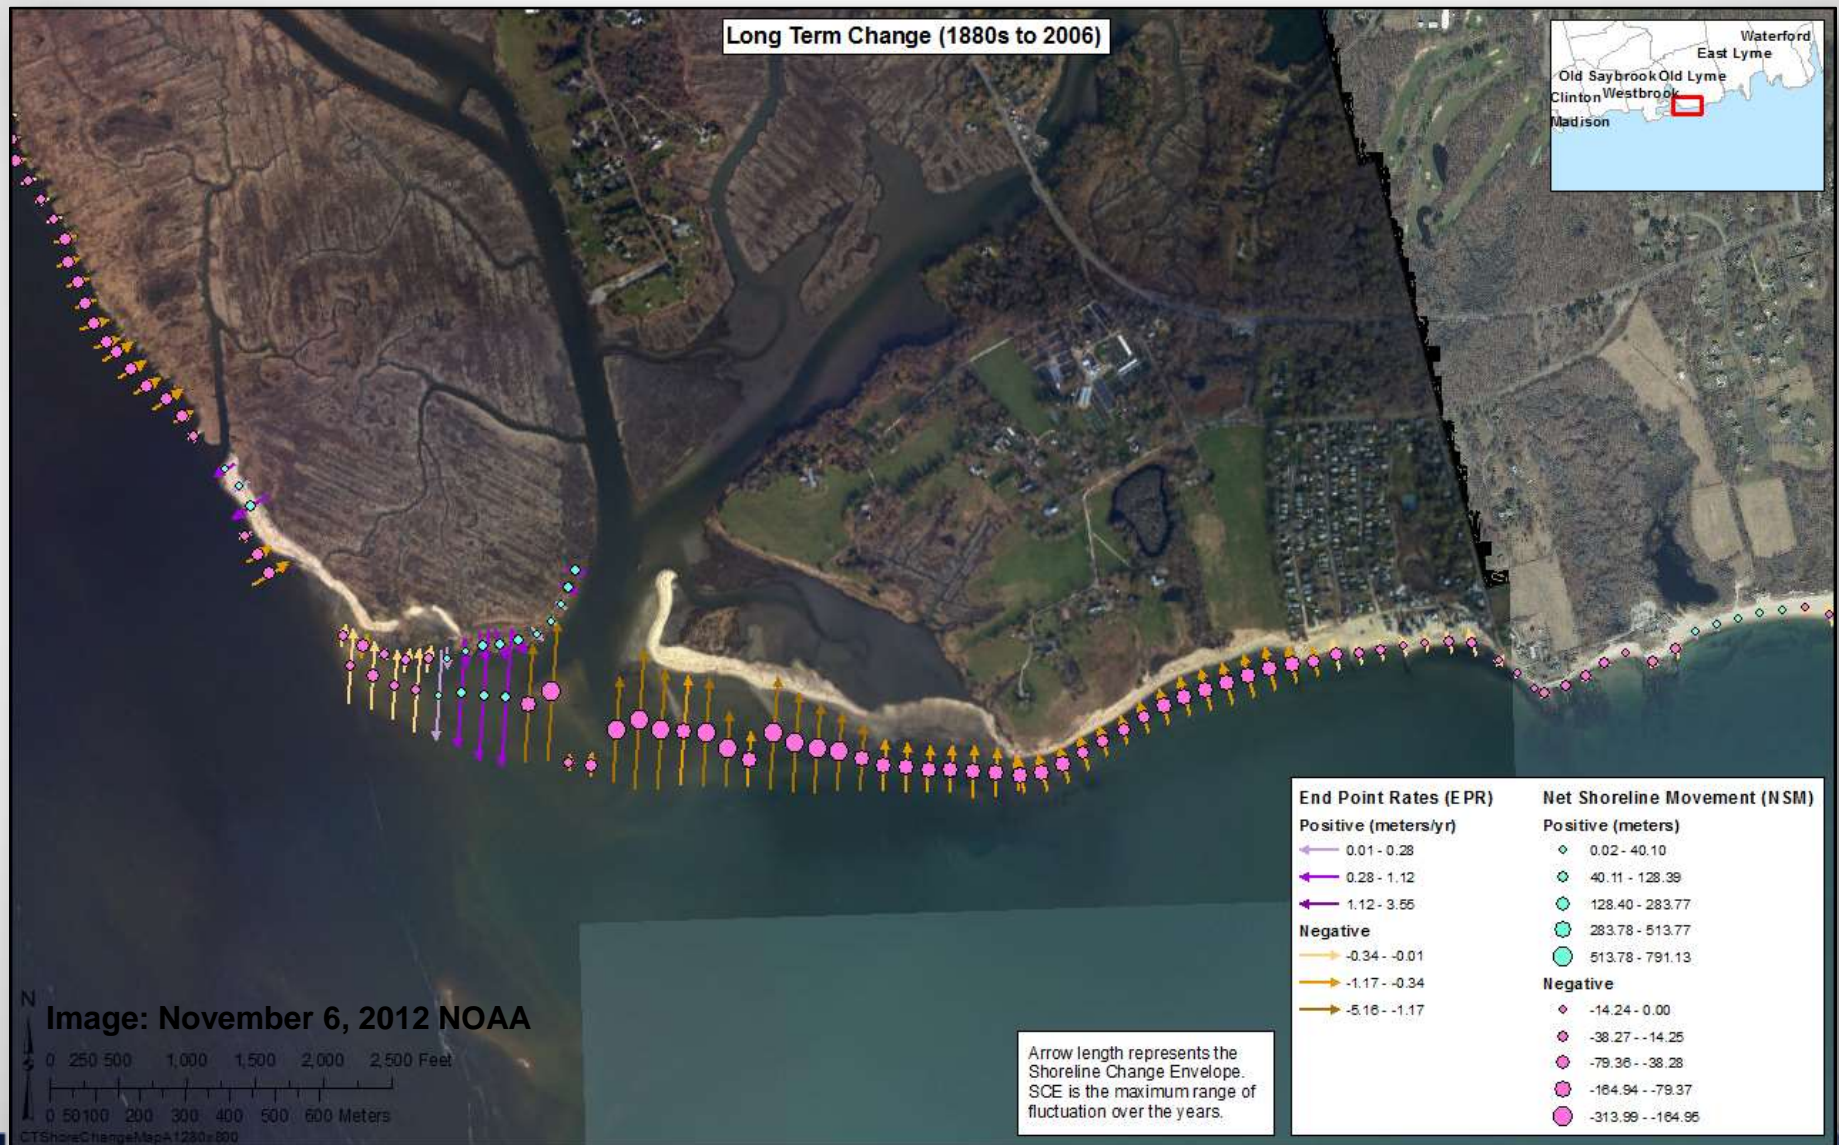 Long Term Change (1880s to 2006)
Waterford
East Lyme
Old Saybrook Old Lyme
Clinton Westbrook
Madison
End Point Rates (EPR)
Positive (meters/yr)
0.01 - 0.28
0.28 - 1.12
1.12 - 3.55
Negative
-0.34 - -0.01
-1.17 - -0.34
-5.16 - -1.17
Net Shoreline Movement (NSM)
Positive (meters)
0.02 - 40.10
40.11 - 128.39
128.40 - 283.77
283.78 - 513.77
513.78 - 791.13
Negative
-14.24 - 0.00
-38.27 - -14.25
-79.36 - -38.28
-164.94 - -79.37
-313.99 - -164.95
Arrow length represents the
Shoreline Change Envelope.
SCE is the maximum range of
fluctuation over the years.
N
Image: November 6, 2012 NOAA
0 250 500 1,000 1,500 2,000 2,500 Feet
0 50 100 200 300 400 500 600 Meters
CTShoreChangeMapA1280x800